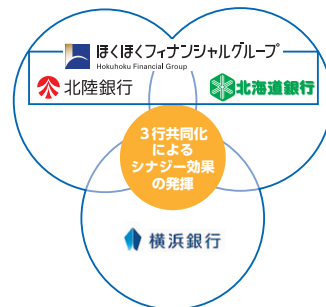 ほくほくフィナンシャルグループ
Hokuhoku Financial Group
北陸銀行
北海道銀行
3行共同化
による
シナジー効果
の発揮
横浜銀行